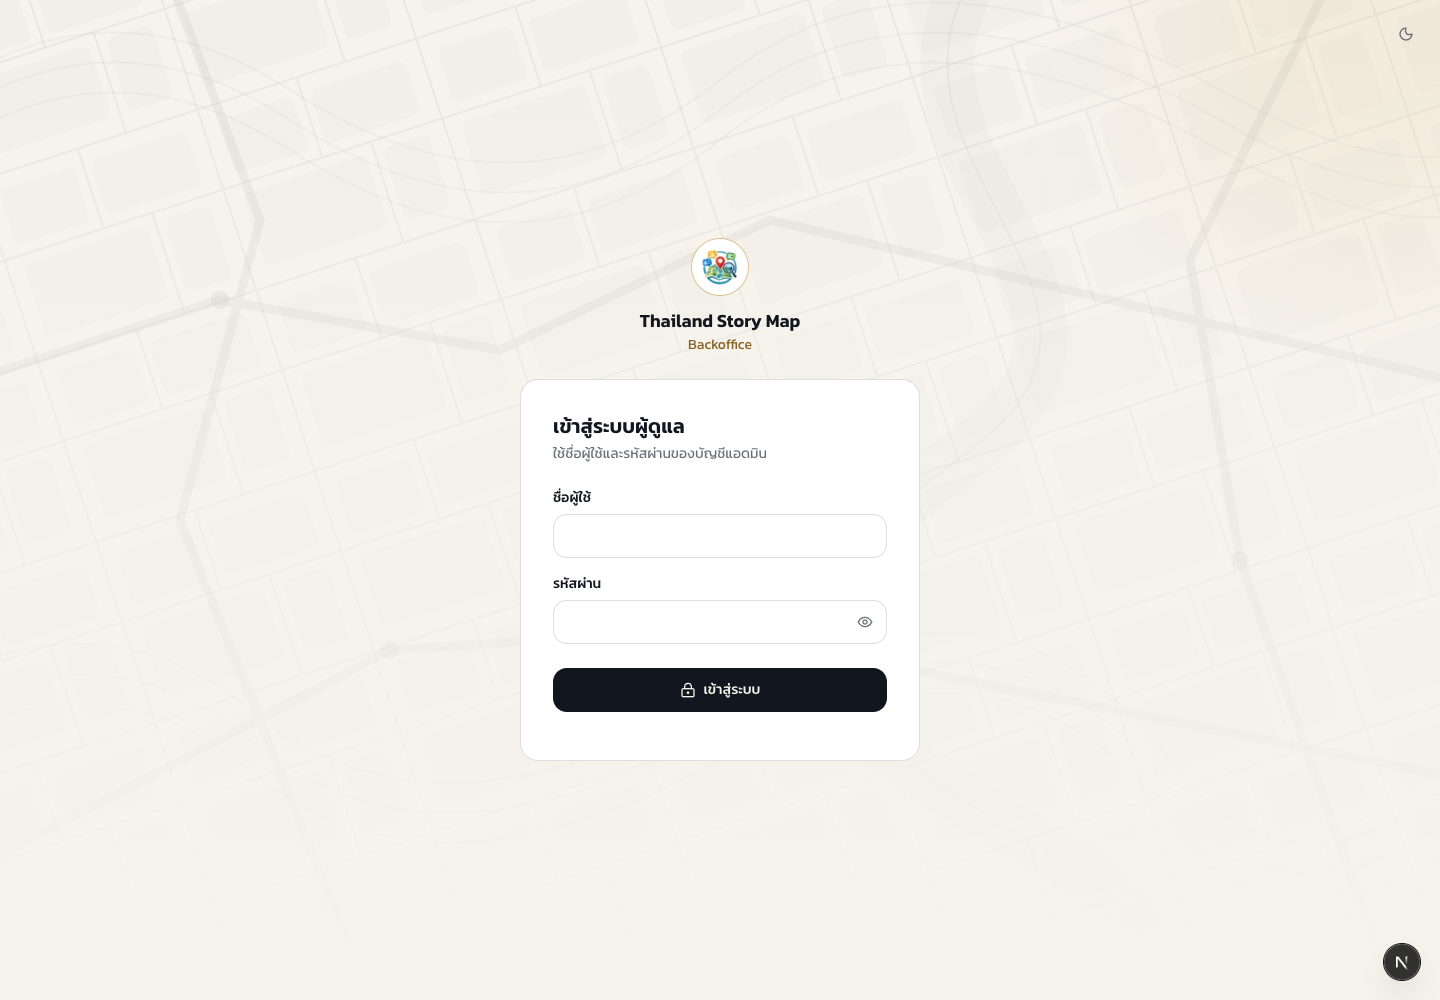 Thailand Story Map
Backoffice
เข้าสู่ระบบผู้ดูแล
ใช้ชื่อผู้ใช้และรหัสผ่านของบัญชีแอดมิน
ชื่อผู้ใช้
รหัสผ่าน
เข้าสู่ระบบ
N